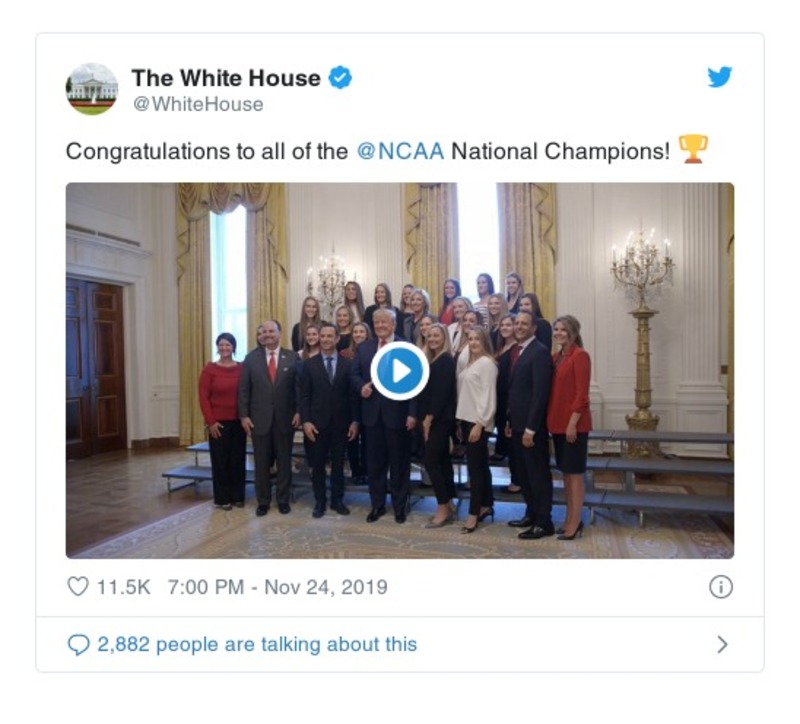 The White House
@WhiteHouse
Congratulations to all of the @NCAA National Champions! 🏆
11.5K 7:00 PM - Nov 24, 2019
2,882 people are talking about this